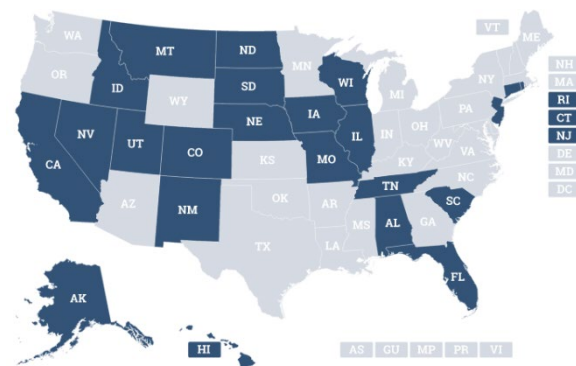 VT
WA
ME
MT
ND
NH
OR
MN
MA
ID
SD
WI
NY
RI
WY
MI
CT
IA
PA
NJ
NE
NV
IL
IN
OH
DE
UT
CO
WV
VA
MD
CA
KS
MO
KY
DC
NC
TN
AZ
NM
OK
AR
SC
MS
AL
GA
TX
LA
FL
AK
HI
AS
GU
MP
PR
VI